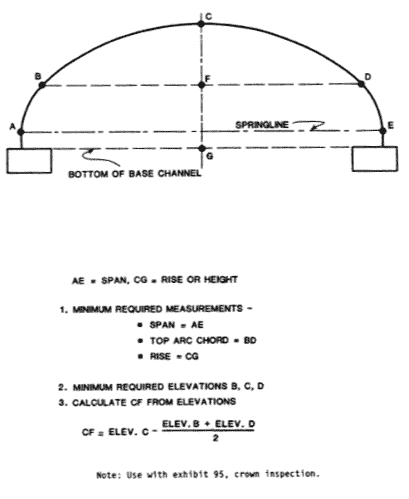 C
B
D
F
A
SPRINGLINE
E
G
BOTTOM OF BASE CHANNEL
AE = SPAN, CG = RISE OR HEIGHT
1. MINIMUM REQUIRED MEASUREMENTS -
• SPAN = AE
• TOP ARC CHORD = BD
• RISE = CG
2. MINIMUM REQUIRED ELEVATIONS B, C, D
3. CALCULATE CF FROM ELEVATIONS
CF = ELEV. C - ELEV. B + ELEV. D
2
Note: Use with exhibit 95, crown inspection.